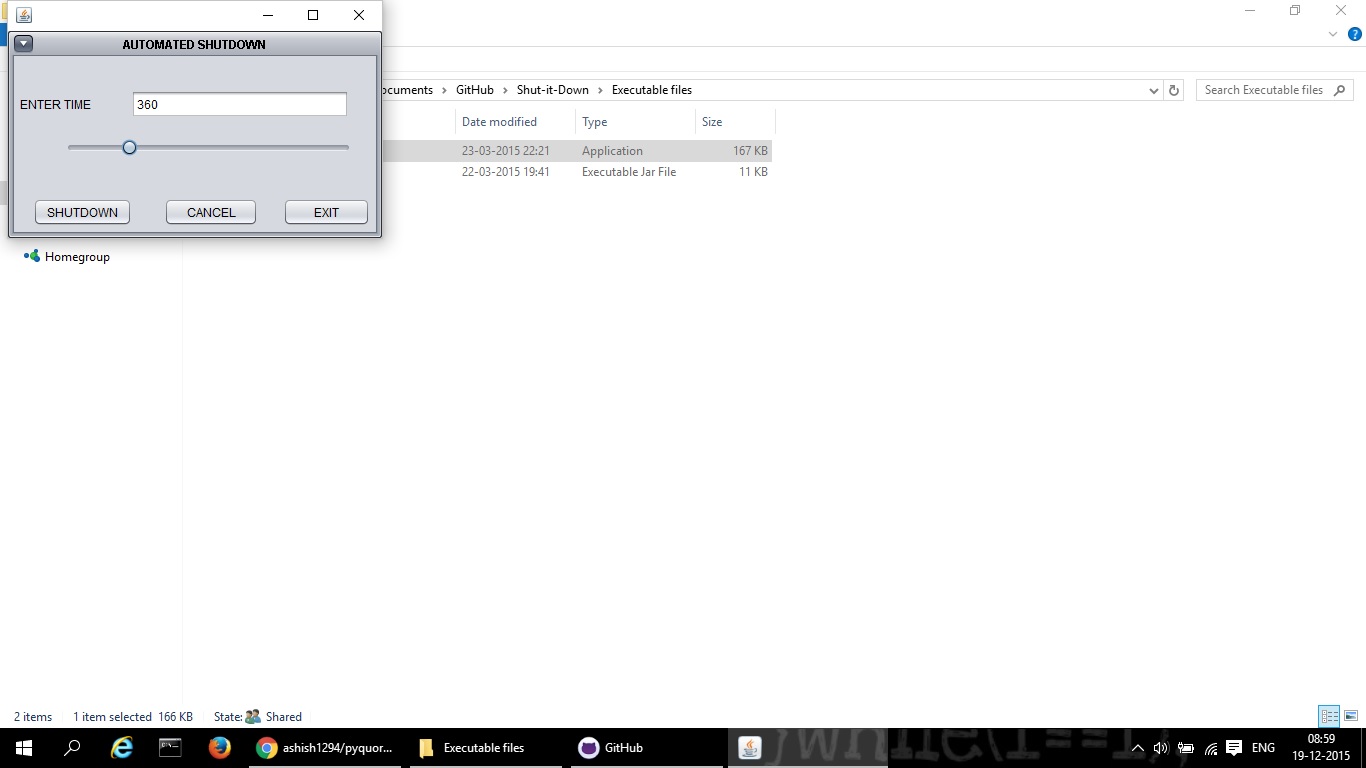 AUTOMATED SHUTDOWN
ENTER TIME 360
SHUTDOWN CANCEL EXIT
GitHub Shut-it-Down Executable files Search Executable files
Date modified Type Size
23-03-2015 22:21 Application 167 KB
22-03-2015 19:41 Executable Jar File 11 KB
Homegroup
2 items 1 item selected 166 KB State: Shared
ashish1294/pyquor... Executable files GitHub ENG 08:59
19-12-2015